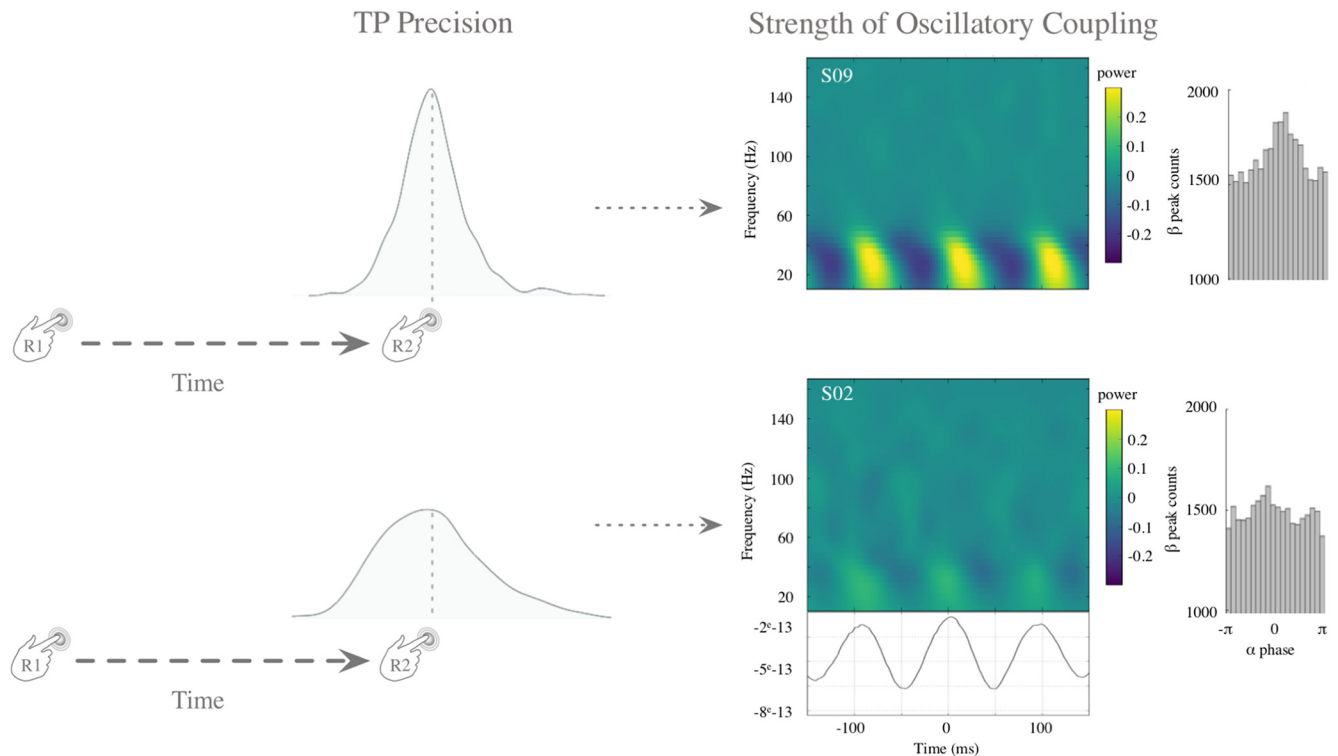 TP Precision
Strength of Oscillatory Coupling
S09
power
140
100
60
20
Frequency (Hz)
0.2
0.1
0
-0.1
-0.2
2000
1500
1000
β peak counts
R1
R2
Time
S02
power
140
100
60
20
Frequency (Hz)
0.2
0.1
0
-0.1
-0.2
2000
1500
1000
β peak counts
-π 0 π
α phase
R1
R2
Time
-2ᵉ-13
-5ᵉ-13
-8ᵉ-13
-100 0 100
Time (ms)